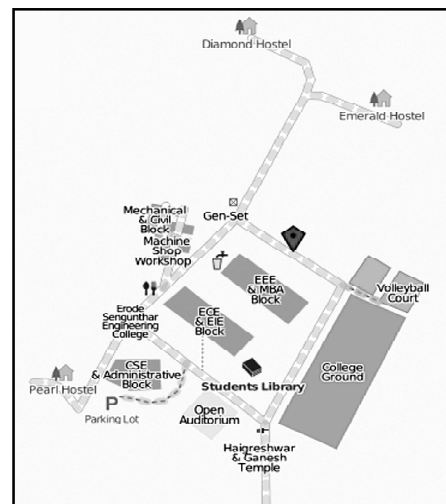 Diamond Hostel
Emerald Hostel
Mechanical
& Civil
Block
Gen-Set
Machine
Shop
Workshop
EEE
& MBA
Block
Volleyball
Court
Erode
Sengunthar
Engineering
College
ECE
& EIE
Block
CSE
& Administrative
Block
College
Ground
Pearl Hostel
Students Library
P
Parking Lot
Open
Auditorium
Haigreshwar
& Ganesh
Temple